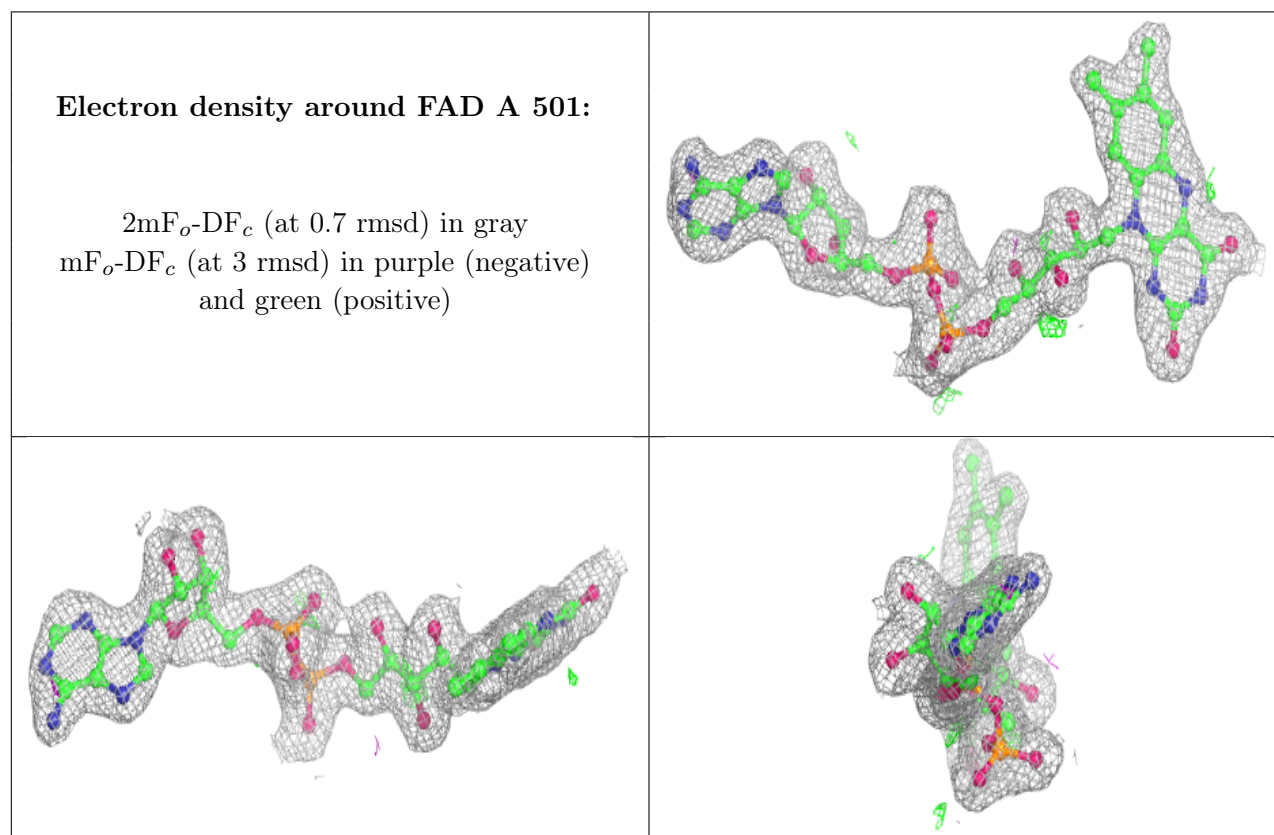 Electron density around FAD A 501:
2mFo-DFc (at 0.7 rmsd) in gray
mFo-DFc (at 3 rmsd) in purple (negative)
and green (positive)